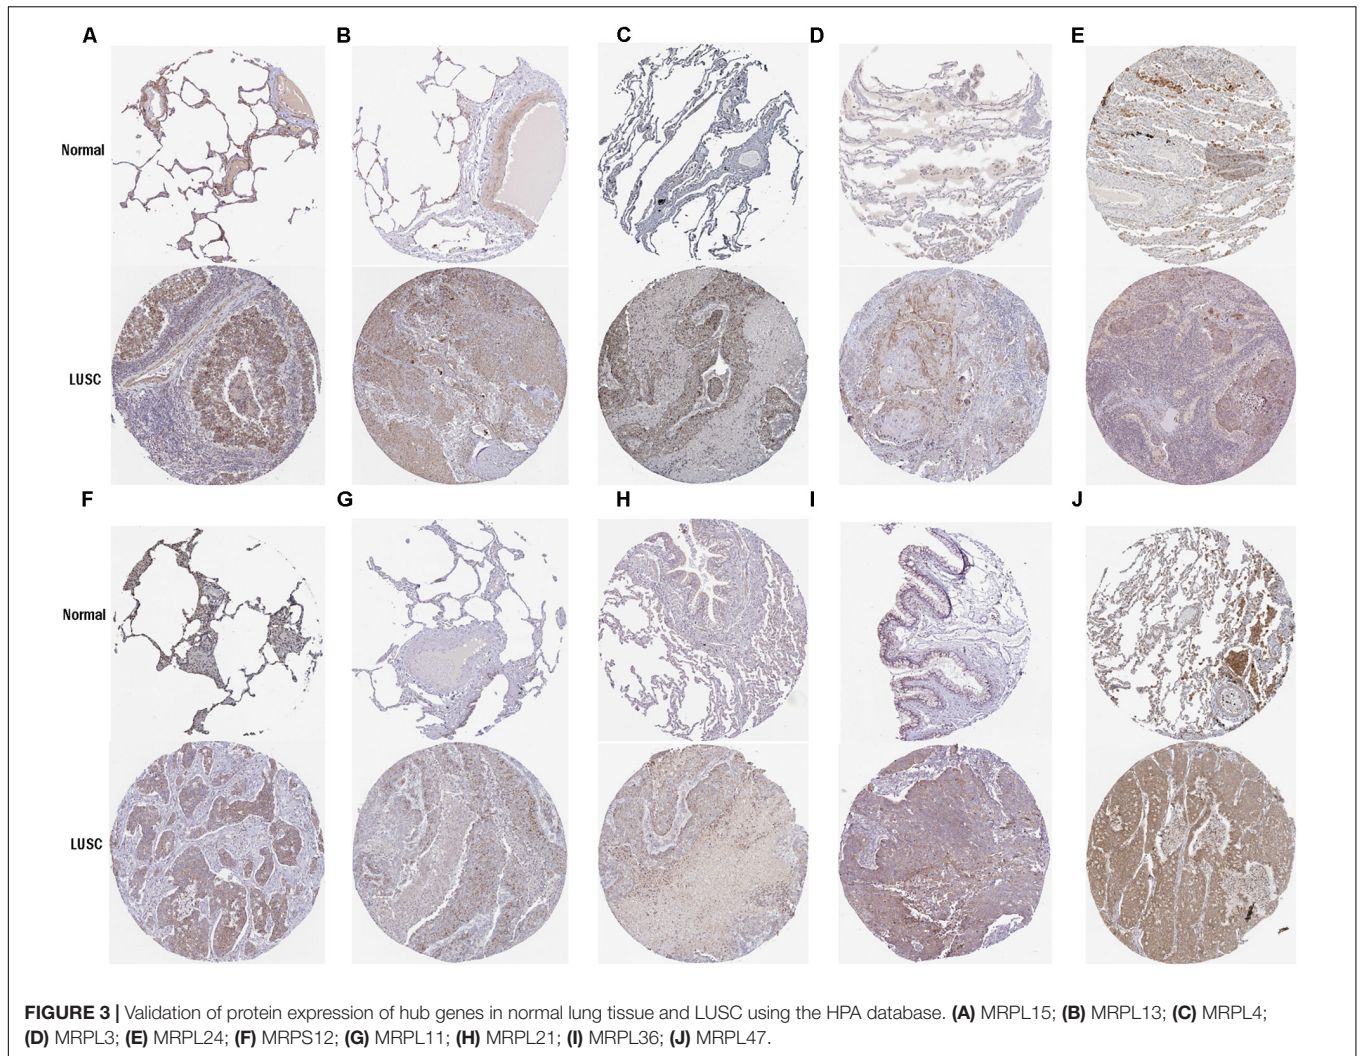 A B C D E
Normal
LUSC
F G H I J
Normal
LUSC
FIGURE 3 | Validation of protein expression of hub genes in normal lung tissue and LUSC using the HPA database. (A) MRPL15; (B) MRPL13; (C) MRPL4;
(D) MRPL3; (E) MRPL24; (F) MRPS12; (G) MRPL11; (H) MRPL21; (I) MRPL36; (J) MRPL47.